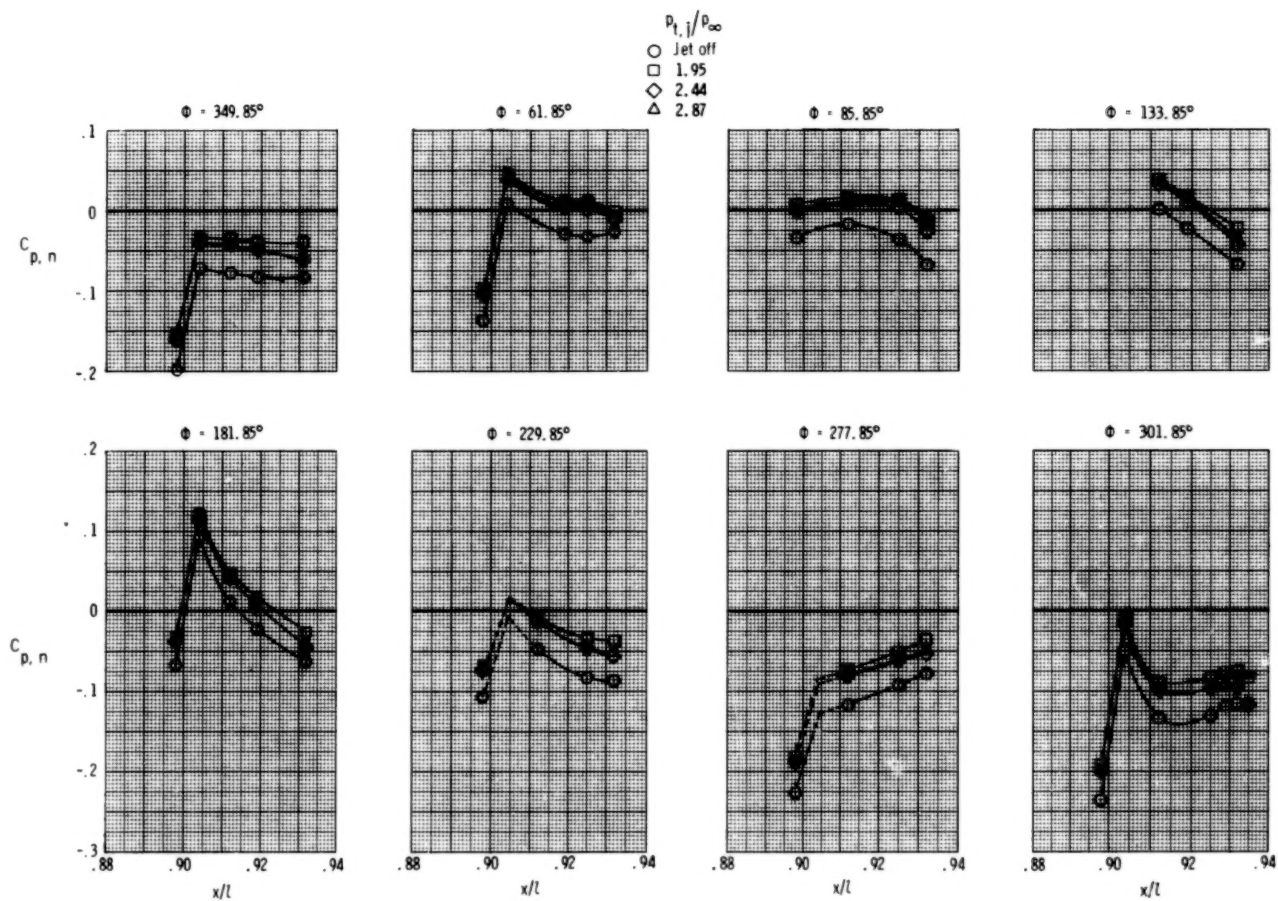 p_t,j/p_∞
○ Jet off
□ 1.95
◇ 2.44
△ 2.87
Φ = 349.85°
Φ = 61.85°
Φ = 85.85°
Φ = 133.85°
.1
0
C_p,n
-.1
-.2
Φ = 181.85°
Φ = 229.85°
Φ = 277.85°
Φ = 301.85°
.2
.1
0
C_p,n
-.1
-.2
-.3
.88 .90 .92 .94 .88 .90 .92 .94 .88 .90 .92 .94 .88 .90 .92 .94
x/l x/l x/l x/l